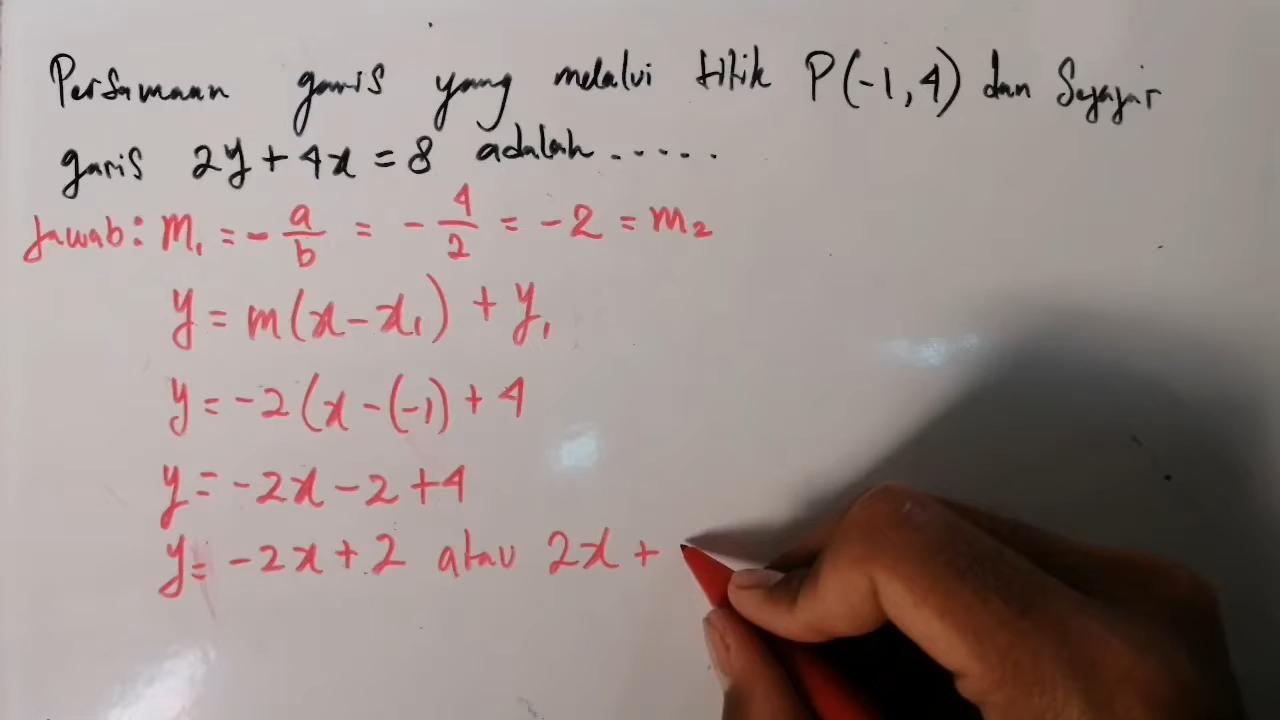 Persamaan garis yang melalui titik P(-1, 4) dan Sejajar
garis 2y + 4x = 8 adalah ......
Jawab: m₁ = - a/b = - 4/2 = -2 = m₂
y = m(x - x₁) + y₁
y = -2(x - (-1) + 4
y = -2x - 2 + 4
y = -2x + 2 atau 2x +